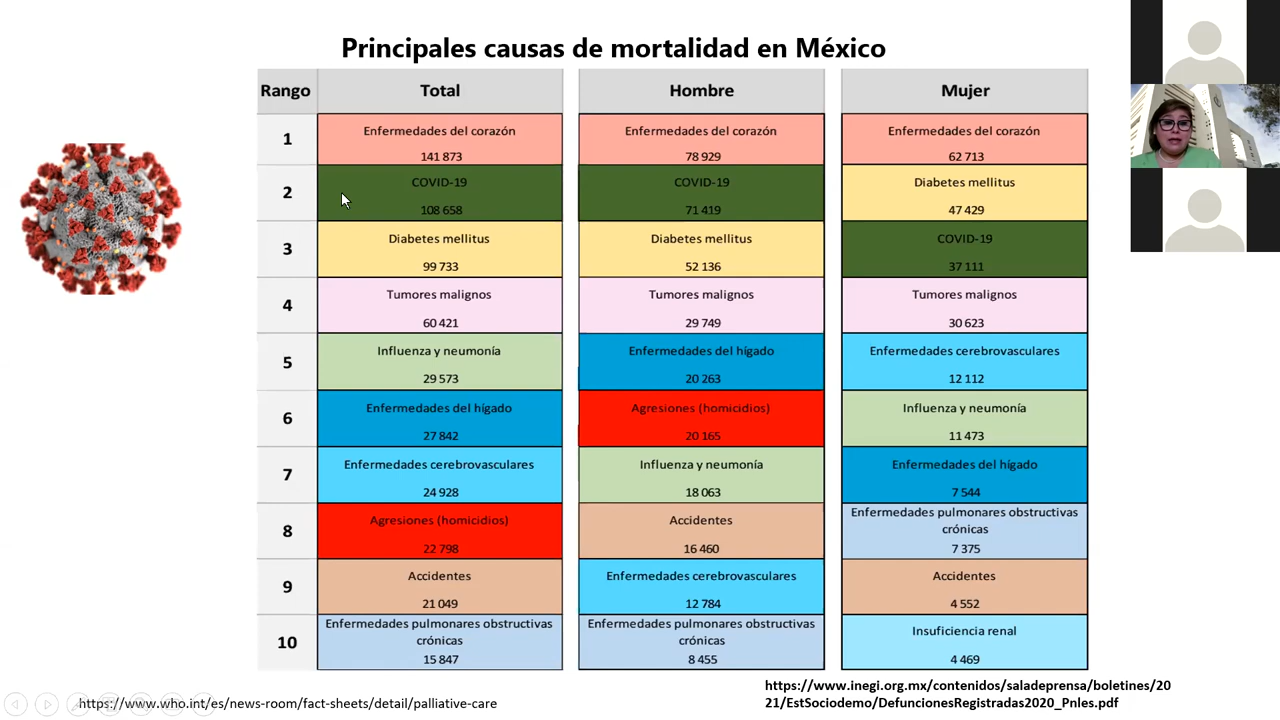 Principales causas de mortalidad en México
Rango
Total
Hombre
Mujer
1
Enfermedades del corazón
141 873
Enfermedades del corazón
78 929
Enfermedades del corazón
62 713
2
COVID-19
108 658
COVID-19
71 419
Diabetes mellitus
47 429
3
Diabetes mellitus
99 733
Diabetes mellitus
52 136
COVID-19
37 111
4
Tumores malignos
60 421
Tumores malignos
29 749
Tumores malignos
30 623
5
Influenza y neumonía
29 573
Enfermedades del hígado
20 263
Enfermedades cerebrovasculares
12 112
6
Enfermedades del hígado
27 842
Agresiones (homicidios)
20 165
Influenza y neumonía
11 473
7
Enfermedades cerebrovasculares
24 928
Influenza y neumonía
18 063
Enfermedades del hígado
7 544
8
Agresiones (homicidios)
22 798
Accidentes
16 460
Enfermedades pulmonares obstructivas
crónicas
7 375
9
Accidentes
21 049
Enfermedades cerebrovasculares
12 784
Accidentes
4 552
10
Enfermedades pulmonares obstructivas
crónicas
15 847
Enfermedades pulmonares obstructivas
crónicas
8 455
Insuficiencia renal
4 469
https://www.who.int/es/news-room/fact-sheets/detail/palliative-care
https://www.inegi.org.mx/contenidos/saladeprensa/boletines/20
21/EstSociodemo/DefuncionesRegistradas2020_Pnles.pdf